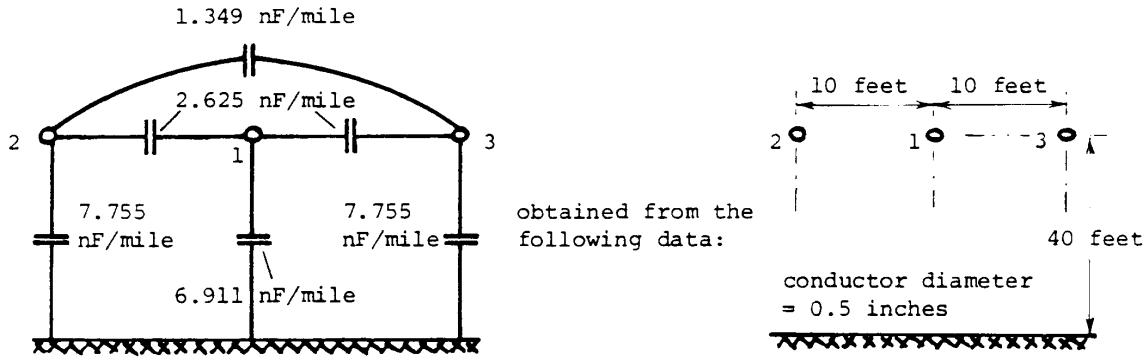 1.349 nF/mile
2.625 nF/mile
2
1
3
7.755
nF/mile
7.755
nF/mile
6.911 nF/mile
obtained from the
following data:
10 feet
10 feet
2
1
3
40 feet
conductor diameter
= 0.5 inches